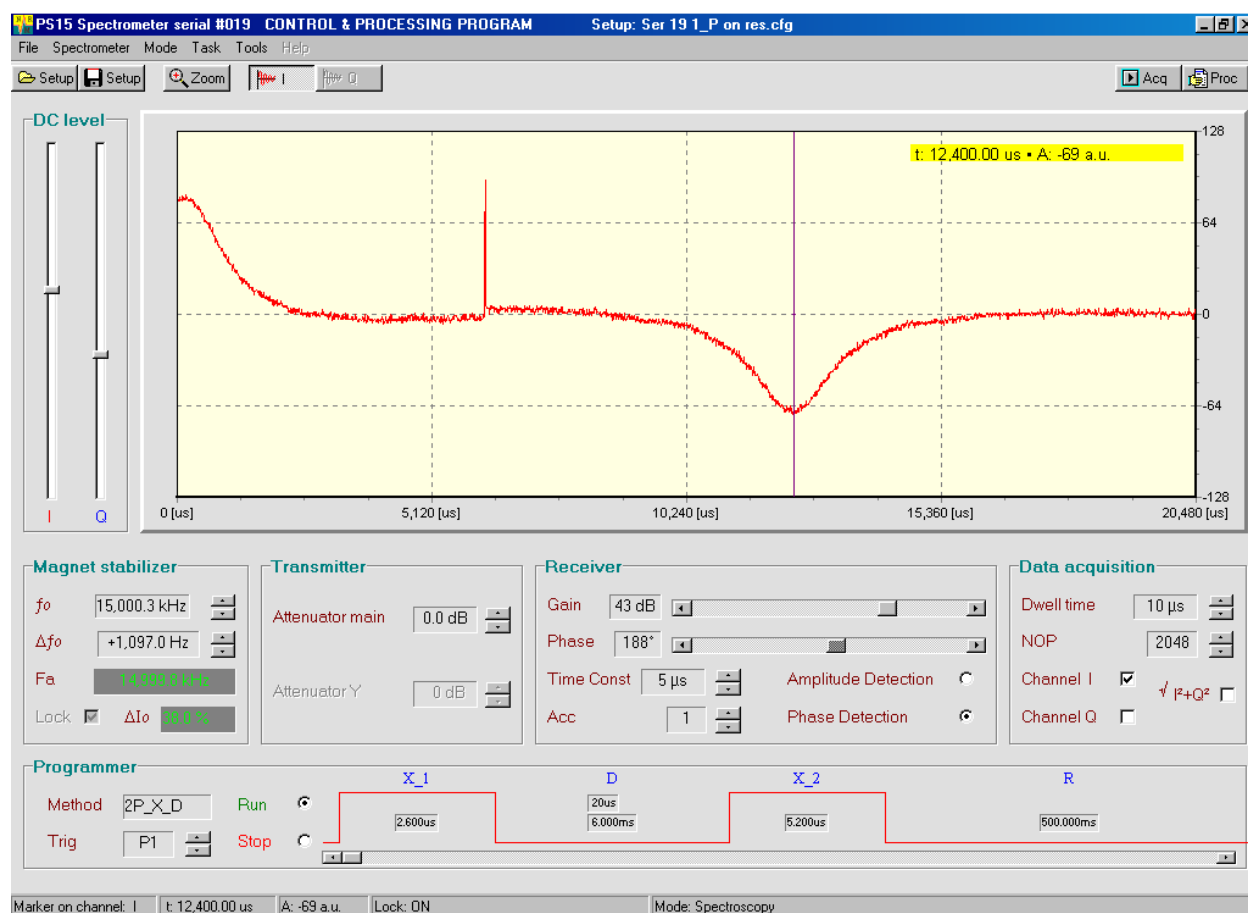 PS15 Spectrometer serial #019 CONTROL & PROCESSING PROGRAM Setup: Ser 19 1_P on res.cfg
File Spectrometer Mode Task Tools Help
Setup Setup Zoom I Q Acq Proc
DC level
t: 12,400.00 us • A: -69 a.u.
128
64
0
-64
-128
I Q
0 [us] 5,120 [us] 10,240 [us] 15,360 [us] 20,480 [us]
Magnet stabilizer
fo 15,000.3 kHz
Δfo +1,097.0 Hz
Fa 14,999.8 kHz
Lock ΔIo 38.0 %
Transmitter
Attenuator main 0.0 dB
Attenuator Y 0 dB
Receiver
Gain 43 dB
Phase 188°
Time Const 5 µs Amplitude Detection
Acc 1 Phase Detection
Data acquisition
Dwell time 10 µs
NOP 2048
Channel I √ I²+Q²
Channel Q
Programmer
X_1 D X_2 R
Method 2P_X_D Run
20us
2.600us 6.000ms 5.200us 500.000ms
Trig P1 Stop
Marker on channel: I t: 12,400.00 us A: -69 a.u. Lock: ON Mode: Spectroscopy